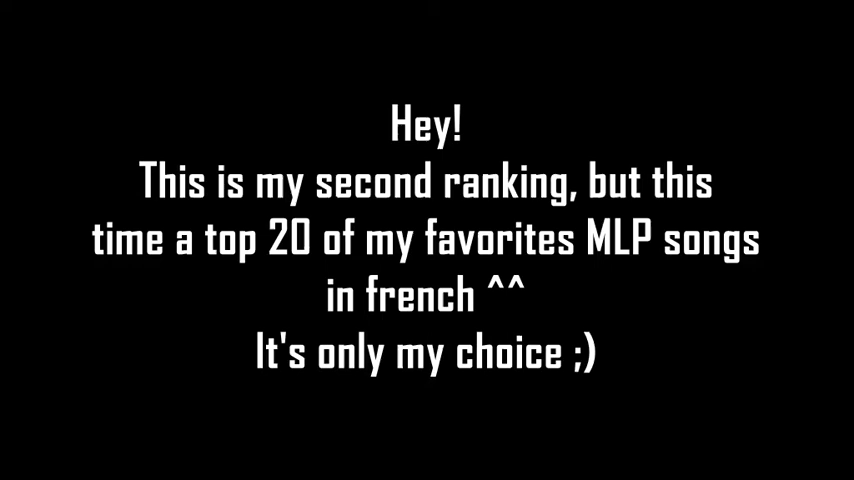 Hey!
This is my second ranking, but this
time a top 20 of my favorites MLP songs
in french ^^
It's only my choice ;)